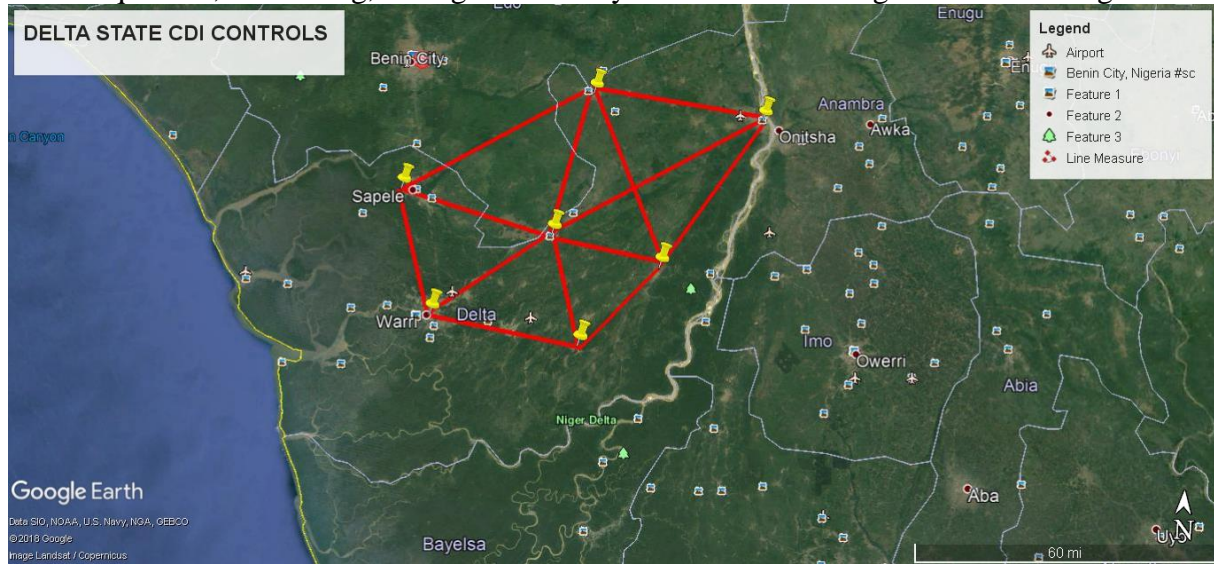 DELTA STATE CDI CONTROLS
Legend
Airport
Benin City, Nigeria #sc
Feature 1
Feature 2
Feature 3
Line Measure
Enugu
Benin City
Anambra
Onitsha
Awka
Sapele
Warri
Delta
Imo
Owerri
Abia
Niger Delta
Aba
Bayelsa
Uyo
Google Earth
Data SIO, NOAA, U.S. Navy, NGA, GEBCO
©2018 Google
Image Landsat / Copernicus
N
60 mi